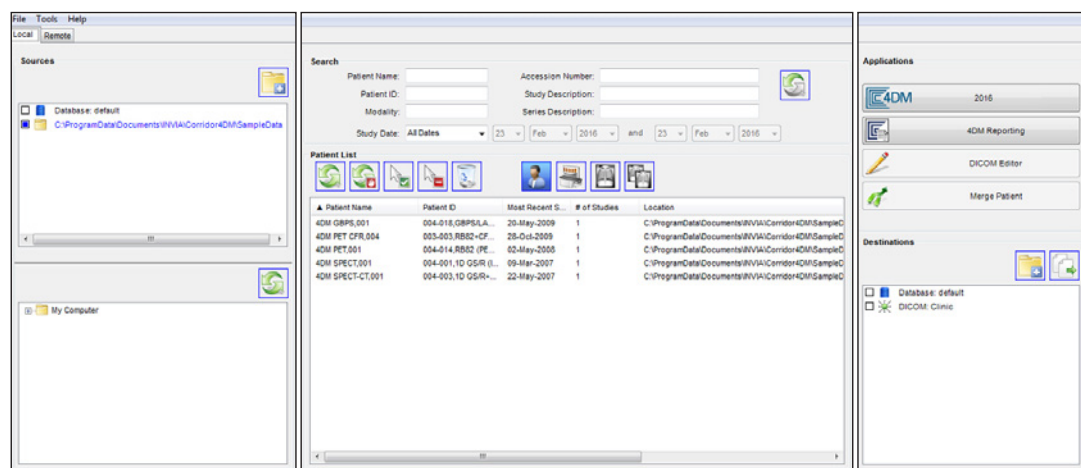 File Tools Help
Local Remote
Sources
Database: default
C:\ProgramData\Documents\INVIA\Corridor4DM\SampleData
My Computer
Search
Patient Name:
Accession Number:
Patient ID:
Study Description:
Modality:
Series Description:
Study Date: All Dates 23 Feb 2016 and 23 Feb 2016
Patient List
Patient Name Patient ID Most Recent S... # of Studies Location
4DM GBPS,001 004-018,GBPS/LA... 20-May-2009 1 C:\ProgramData\Documents\INVIA\Corridor4DM\SampleD
4DM PET CFR,004 003-003,RB82+CF... 28-Oct-2009 1 C:\ProgramData\Documents\INVIA\Corridor4DM\SampleD
4DM PET,001 004-014,RB82 (PE... 02-May-2008 1 C:\ProgramData\Documents\INVIA\Corridor4DM\SampleD
4DM SPECT,001 004-001,1D GS/R (I... 09-Mar-2007 1 C:\ProgramData\Documents\INVIA\Corridor4DM\SampleD
4DM SPECT-CT,001 004-003,1D GS/R+... 22-May-2007 1 C:\ProgramData\Documents\INVIA\Corridor4DM\SampleD
Applications
4DM 2016
4DM Reporting
DICOM Editor
Merge Patient
Destinations
Database: default
DICOM: Clinic